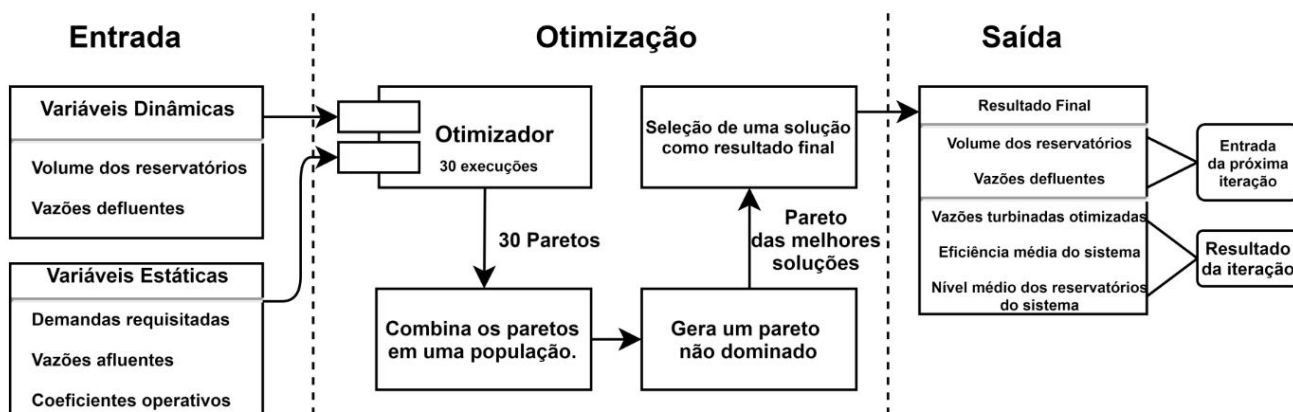 Entrada
Otimização
Saída
Variáveis Dinâmicas
Volume dos reservatórios
Vazões defluentes
Variáveis Estáticas
Demandas requisitadas
Vazões afluentes
Coeficientes operativos
Otimizador
30 execuções
30 Paretos
Combina os paretos
em uma população.
Gera um pareto
não dominado
Pareto
das melhores
soluções
Seleção de uma solução
como resultado final
Resultado Final
Volume dos reservatórios
Vazões defluentes
Vazões turbinadas otimizadas
Eficiência média do sistema
Nível médio dos reservatórios
do sistema
Entrada
da próxima
iteração
Resultado
da iteração